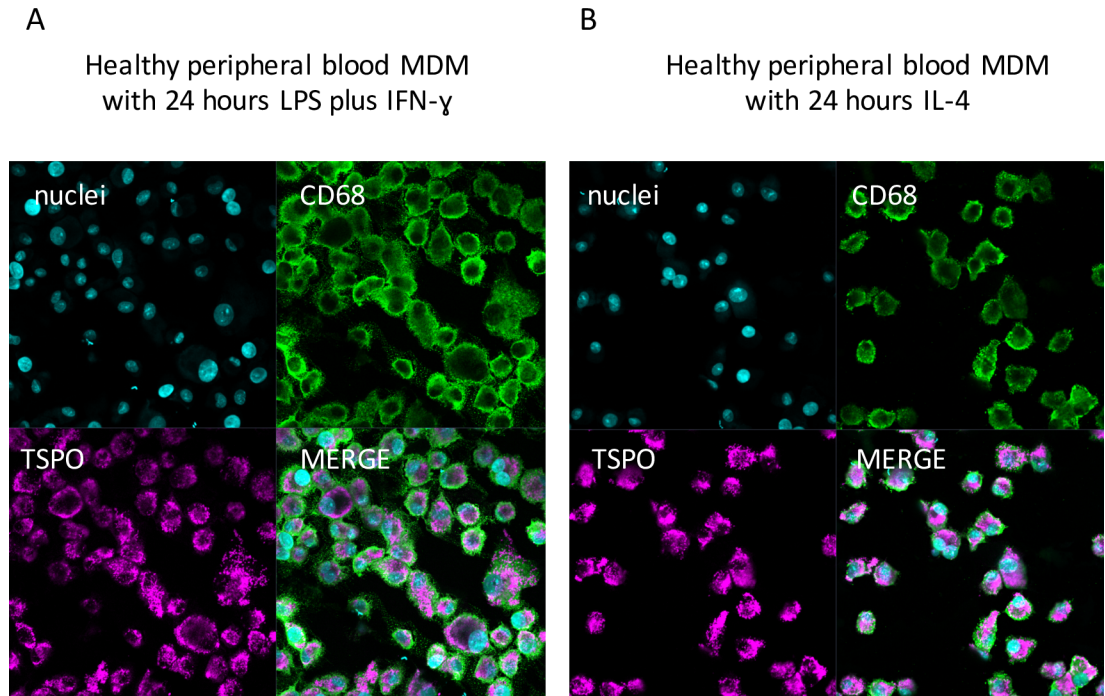 A
Healthy peripheral blood MDM
with 24 hours LPS plus IFN-ɣ
nuclei
CD68
TSPO
MERGE
B
Healthy peripheral blood MDM
with 24 hours IL-4
nuclei
CD68
TSPO
MERGE